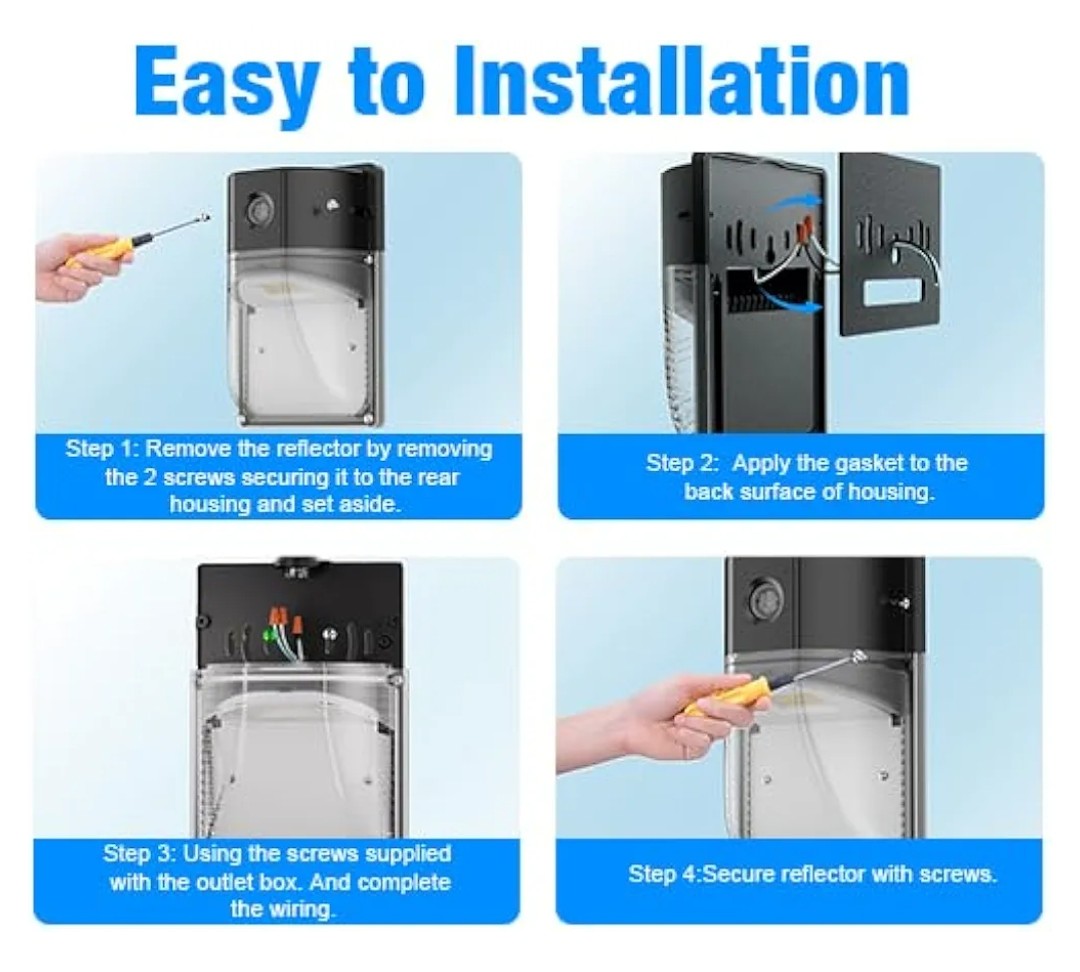 Easy to Installation
Step 1: Remove the reflector by removing
the 2 screws securing it to the rear
housing and set aside.
Step 2:  Apply the gasket to the
back surface of housing.
Step 3: Using the screws supplied
with the outlet box. And complete
the wiring.
Step 4:Secure reflector with screws.